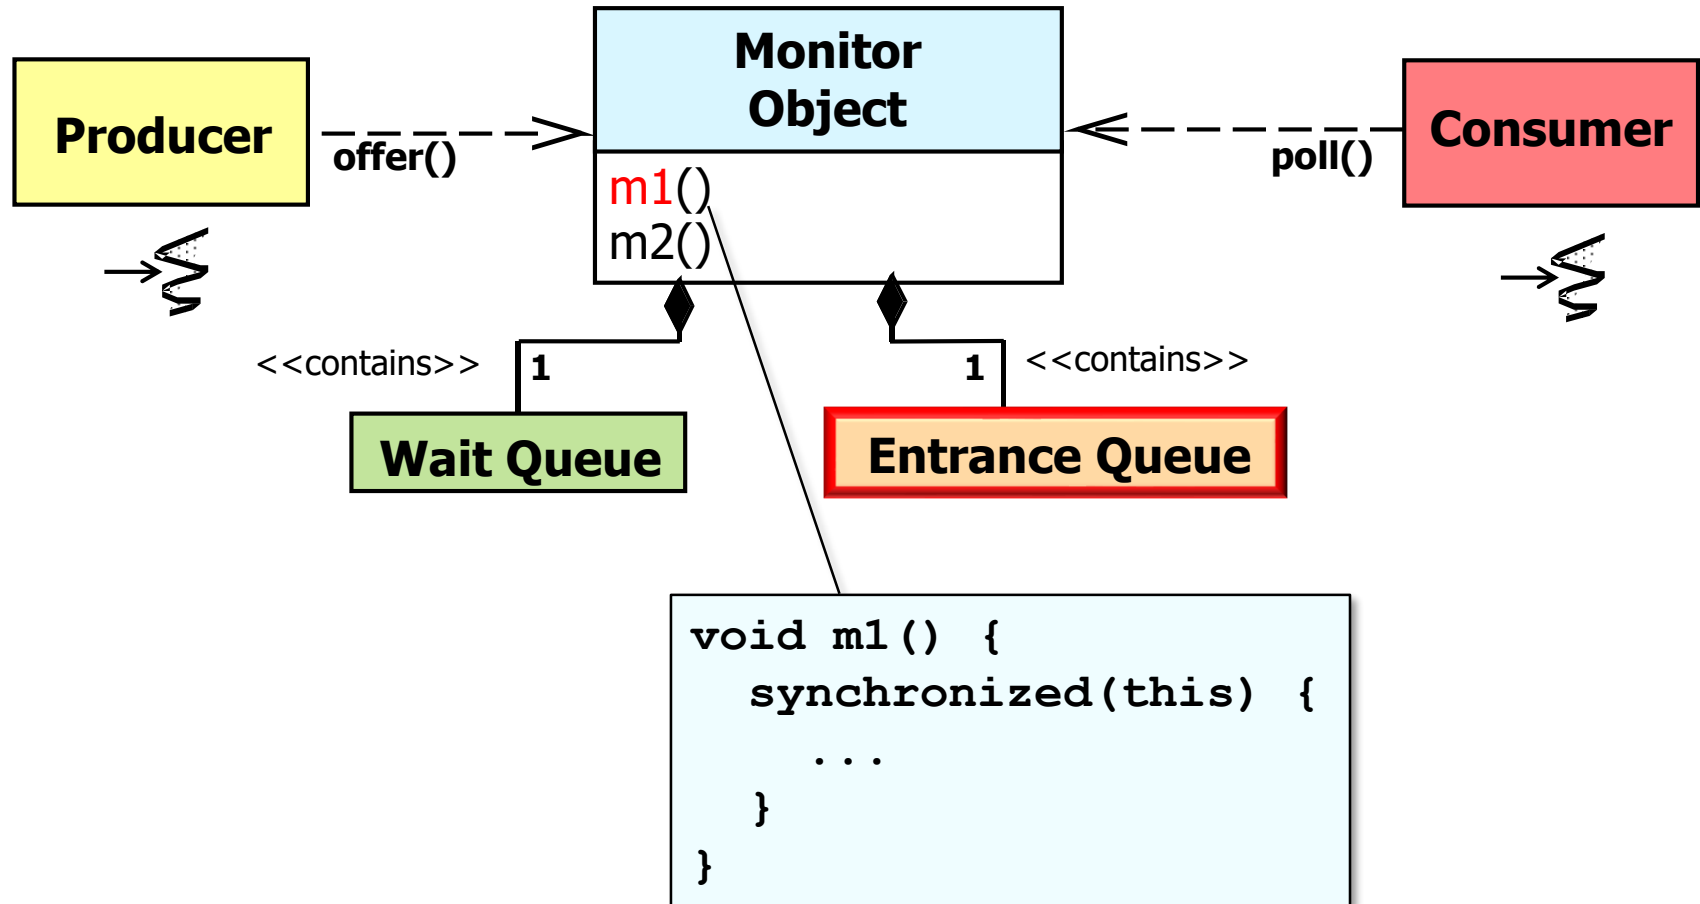 Monitor
Object
Producer
offer()
poll()
Consumer
m1()
m2()
<<contains>>
1
1
<<contains>>
Wait Queue
Entrance Queue
void m1() {
synchronized(this) {
...
}
}